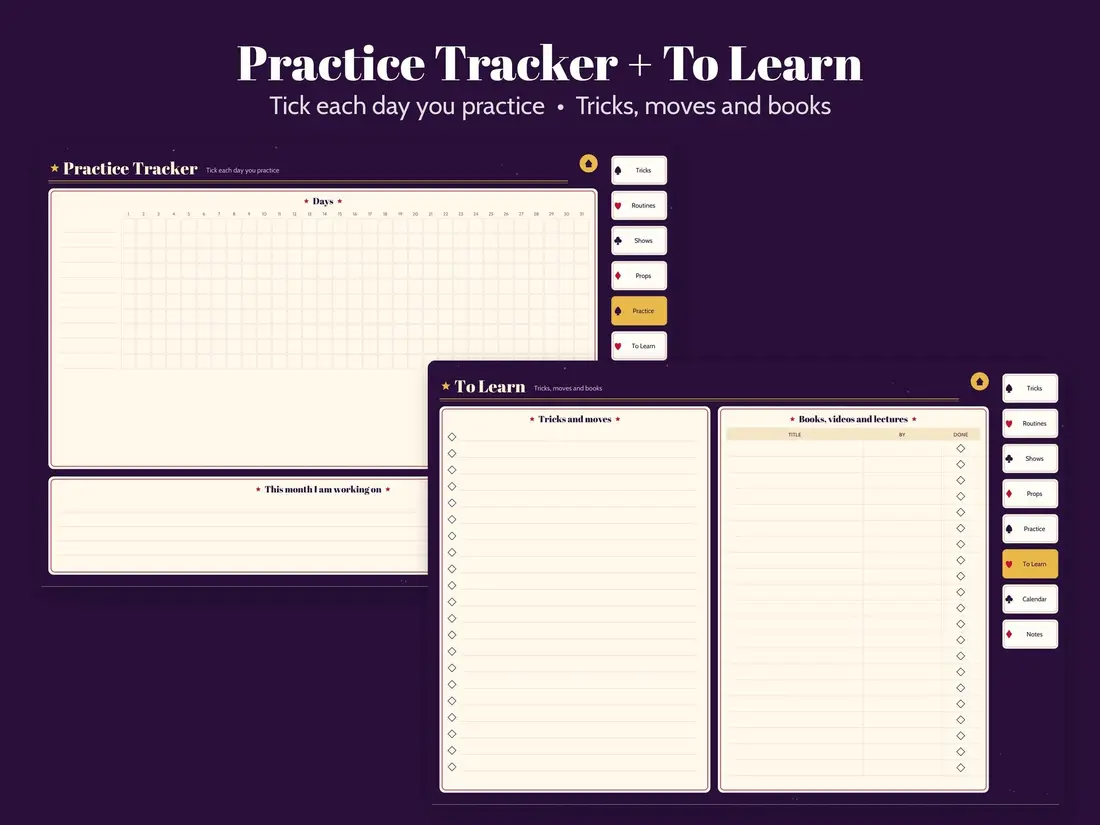 Practice Tracker + To Learn
Tick each day you practice • Tricks, moves and books
Practice Tracker Tick each day you practice
Days
1 2 3 4 5 6 7 8 9 10 11 12 13 14 15 16 17 18 19 20 21 22 23 24 25 26 27 28 29 30 31
This month I am working on
Tricks
Routines
Shows
Props
Practice
To Learn
To Learn Tricks, moves and books
Tricks and moves
Books, videos and lectures
TITLE BY DONE
Tricks
Routines
Shows
Props
Practice
To Learn
Calendar
Notes